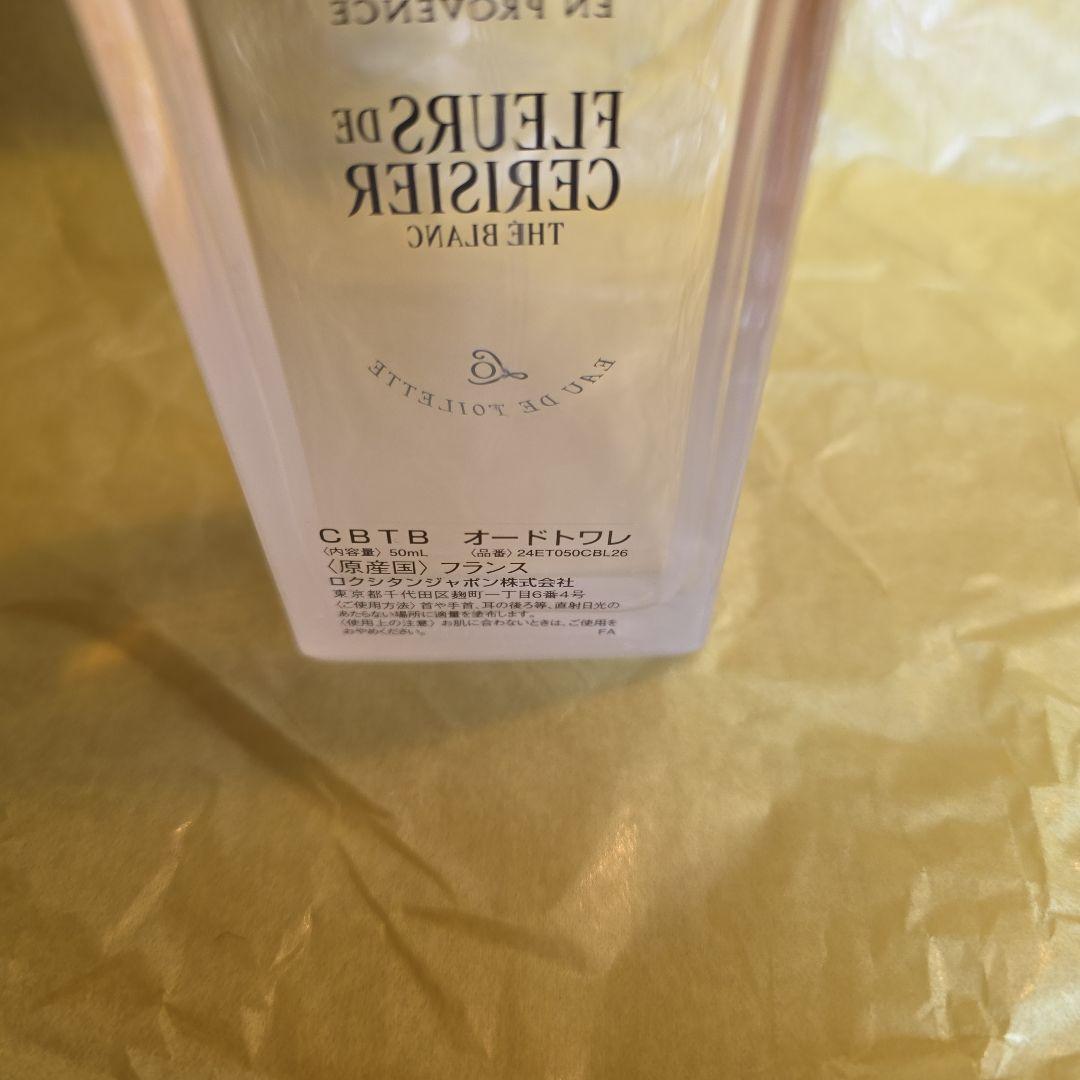 EN PROVENCE
FLEURS DE
CERISIER
THÉ BLANC
EAU DE TOILETTE
CBTB オードトワレ
〈内容量〉50mL 〈品番〉24ET050CBL26
〈原産国〉フランス
ロクシタンジャポン株式会社
東京都千代田区麹町一丁目6番4号
〈ご使用方法〉首や手首、耳の後ろ等、直射日光の
あたらない場所に適量を塗布します。
〈使用上の注意〉お肌に合わないときは、ご使用を
おやめください。 FA